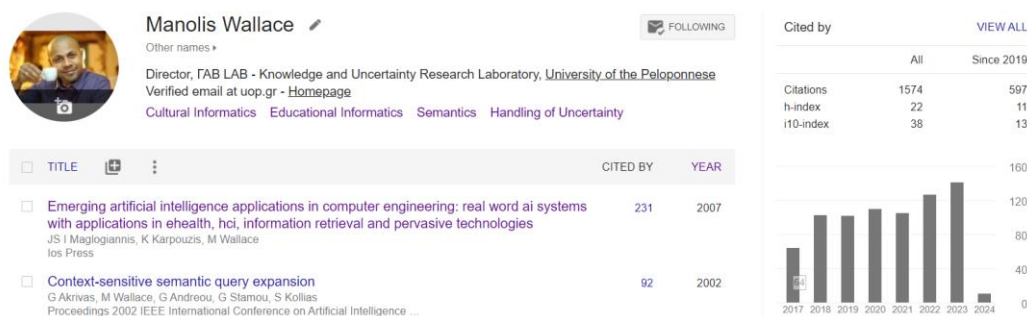 Manolis Wallace
FOLLOWING
Other names
Director, ΓΑΒ LAB - Knowledge and Uncertainty Research Laboratory, University of the Peloponnese
Verified email at uop.gr - Homepage
Cultural Informatics Educational Informatics Semantics Handling of Uncertainty
TITLE CITED BY YEAR
Emerging artificial intelligence applications in computer engineering: real word ai systems 231 2007
with applications in ehealth, hci, information retrieval and pervasive technologies
JS I Maglogiannis, K Karpouzis, M Wallace
Ios Press
Context-sensitive semantic query expansion 92 2002
G Akrivas, M Wallace, G Andreou, G Stamou, S Kollias
Proceedings 2002 IEEE International Conference on Artificial Intelligence ...
Cited by VIEW ALL
All Since 2019
Citations 1574 597
h-index 22 11
i10-index 38 13
160
120
80
40
0
64
2017 2018 2019 2020 2021 2022 2023 2024